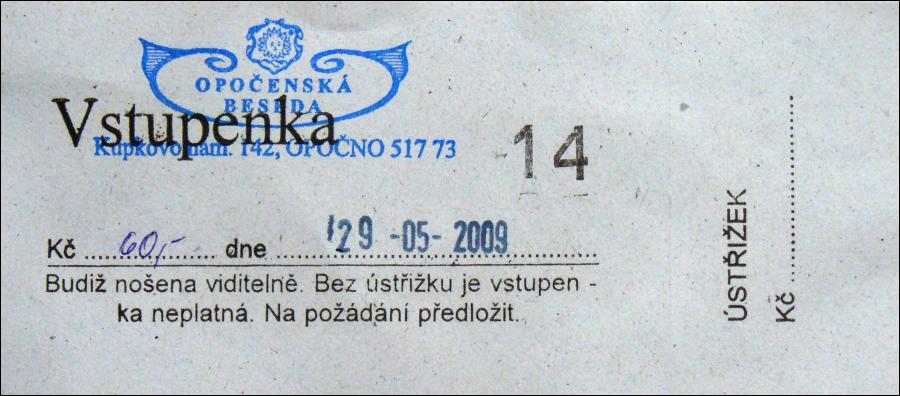 OPOČENSKÁ
BESEDA
Vstupenka
Kupkovo nám. 142, OPOČNO 517 73
14
Kč ........60,-........ dne ........29 -05- 2009........
Budiž nošena viditelně. Bez ústřižku je vstupen -
ka neplatná. Na požádání předložit.
ÚSTŘIŽEK
Kč ........................